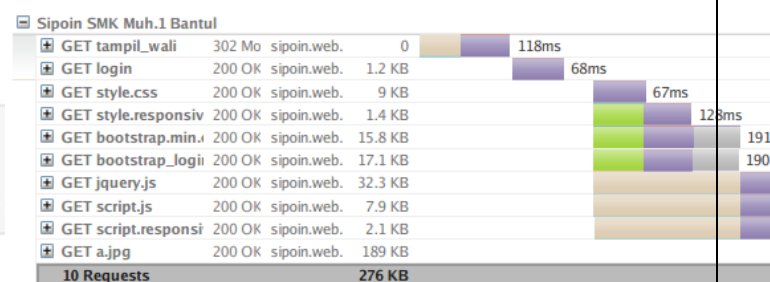 Sipoin SMK Muh.1 Bantul
GET tampil_wali 302 Mo sipoin.web. 0 118ms
GET login 200 OK sipoin.web. 1.2 KB 68ms
GET style.css 200 OK sipoin.web. 9 KB 67ms
GET style.responsiv 200 OK sipoin.web. 1.4 KB 128ms
GET bootstrap.min.c 200 OK sipoin.web. 15.8 KB 191
GET bootstrap_logi 200 OK sipoin.web. 17.1 KB 190
GET jquery.js 200 OK sipoin.web. 32.3 KB
GET script.js 200 OK sipoin.web. 7.9 KB
GET script.responsi 200 OK sipoin.web. 2.1 KB
GET a.jpg 200 OK sipoin.web. 189 KB
10 Requests 276 KB